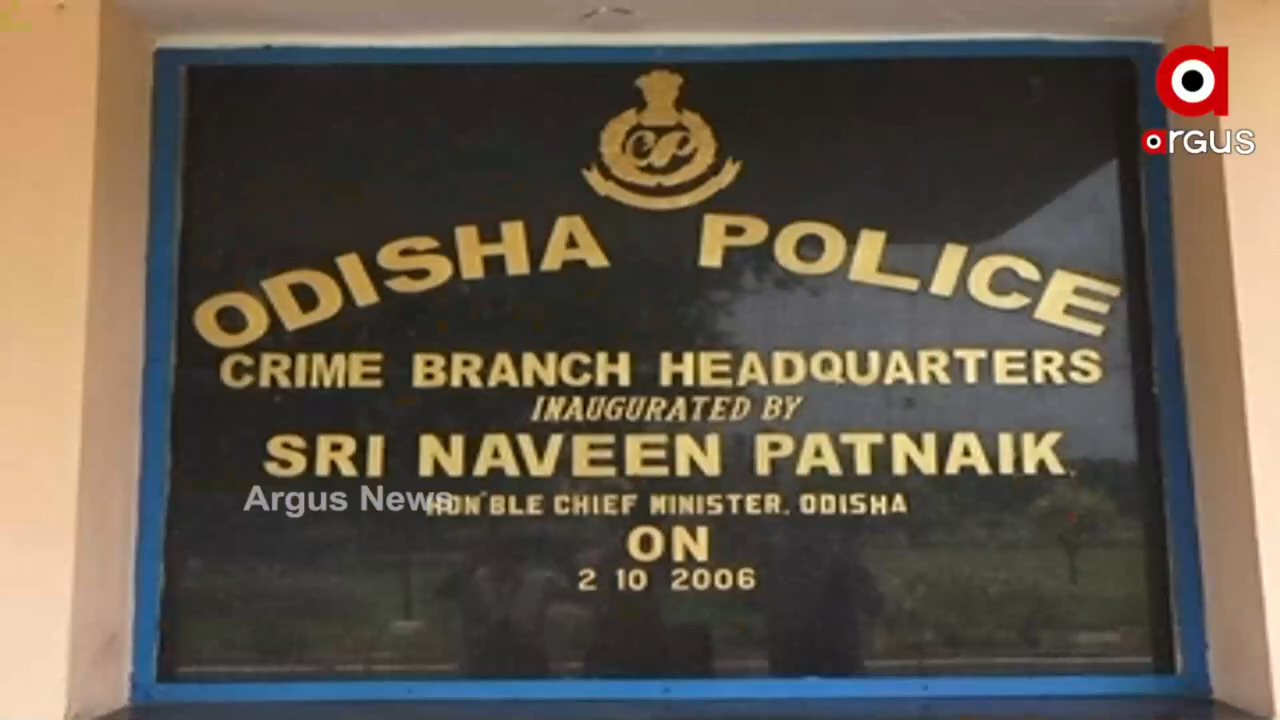 argus
CP
ODISHA POLICE
CRIME BRANCH HEADQUARTERS
INAUGURATED BY
SRI NAVEEN PATNAIK
Argus News
HON'BLE CHIEF MINISTER, ODISHA
ON
2 10 2006